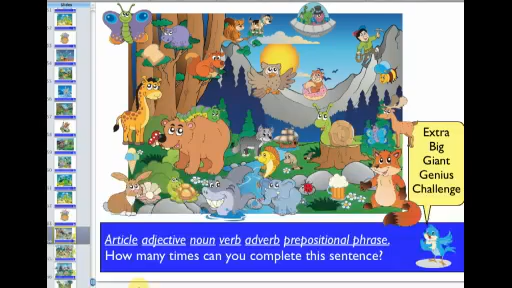 Extra
Big
Giant
Genius
Challenge
Article adjective noun verb adverb prepositional phrase.
How many times can you complete this sentence?